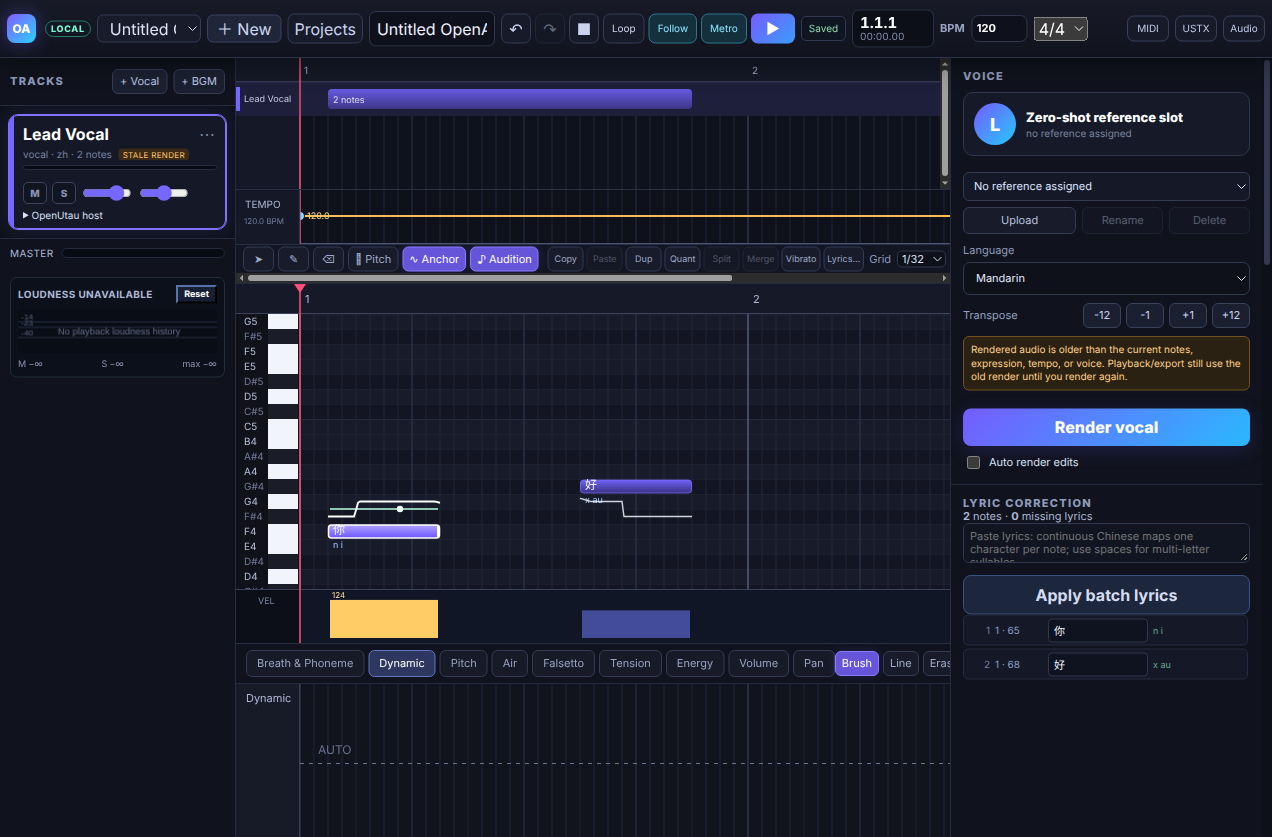 OA LOCAL Untitled ( + New Projects Untitled OpenA Loop Follow Metro Saved 1.1.1 00:00.00 BPM 120 4/4 MIDI USTX Audio
TRACKS + Vocal + BGM
Lead Vocal ...
vocal · zh · 2 notes STALE RENDER
M S
OpenUtau host
MASTER
LOUDNESS UNAVAILABLE Reset
-14
-23
-40
No playback loudness history
M −∞ S −∞ max −∞
1 2
Lead Vocal 2 notes
TEMPO
120.0 BPM
120.0
Pitch Anchor Audition Copy Paste Dup Quant Split Merge Vibrato Lyrics... Grid 1/32
1 2
G5
F#5
F5
E5
D#5
D5
C#5
C5
B4
A#4
A4
G#4 好
x au
G4
F#4
F4 你
E4 n i
D#4
D4
VEL 124
Breath & Phoneme Dynamic Pitch Air Falsetto Tension Energy Volume Pan Brush Line Eras
Dynamic
AUTO
VOICE
L Zero-shot reference slot
no reference assigned
No reference assigned
Upload Rename Delete
Language
Mandarin
Transpose -12 -1 +1 +12
Rendered audio is older than the current notes,
expression, tempo, or voice. Playback/export still use the
old render until you render again.
Render vocal
Auto render edits
LYRIC CORRECTION
2 notes · 0 missing lyrics
Paste lyrics: continuous Chinese maps one
character per note; use spaces for multi-letter
syllables
Apply batch lyrics
1 1 · 65 你 n i
2 1 · 68 好 x au